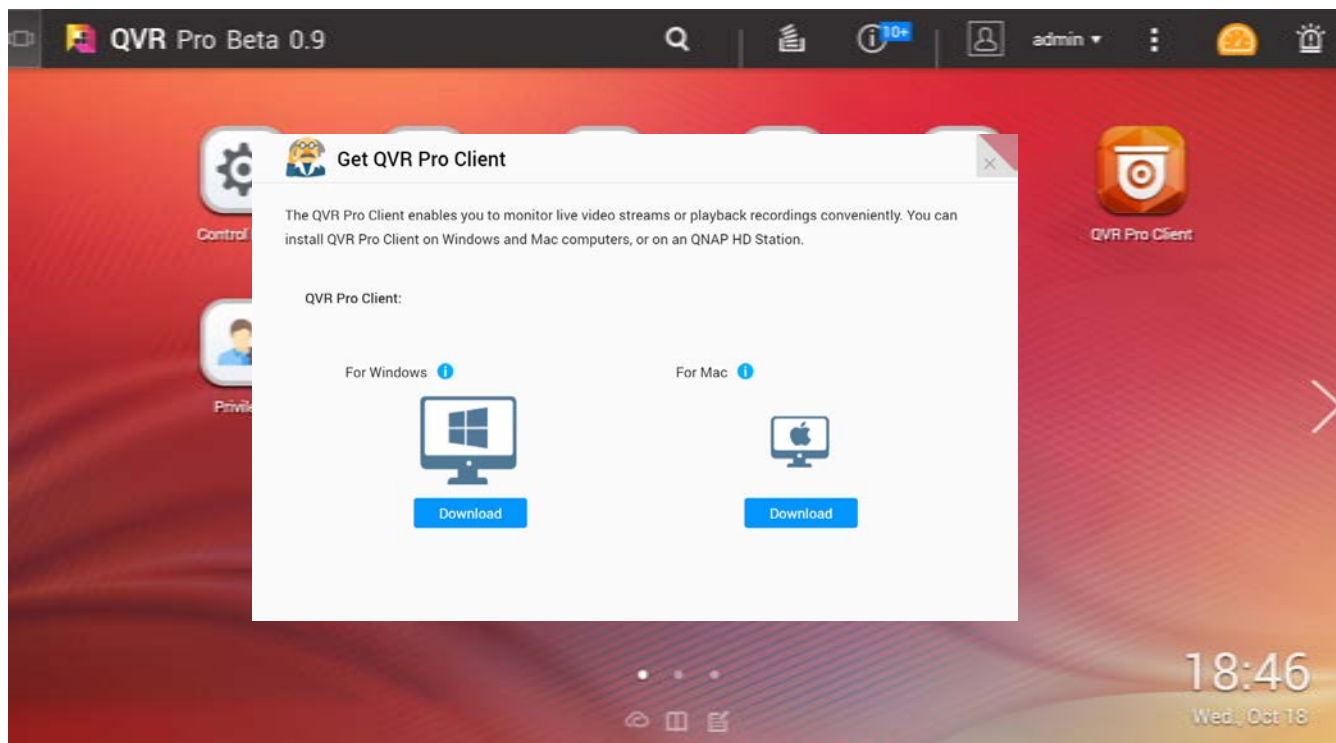 QVR Pro Beta 0.9
10+
admin
Get QVR Pro Client
The QVR Pro Client enables you to monitor live video streams or playback recordings conveniently. You can
install QVR Pro Client on Windows and Mac computers, or on an QNAP HD Station.
Control
QVR Pro Client
QVR Pro Client:
For Windows
For Mac
Download
Download
18:46
Wed., Oct 18